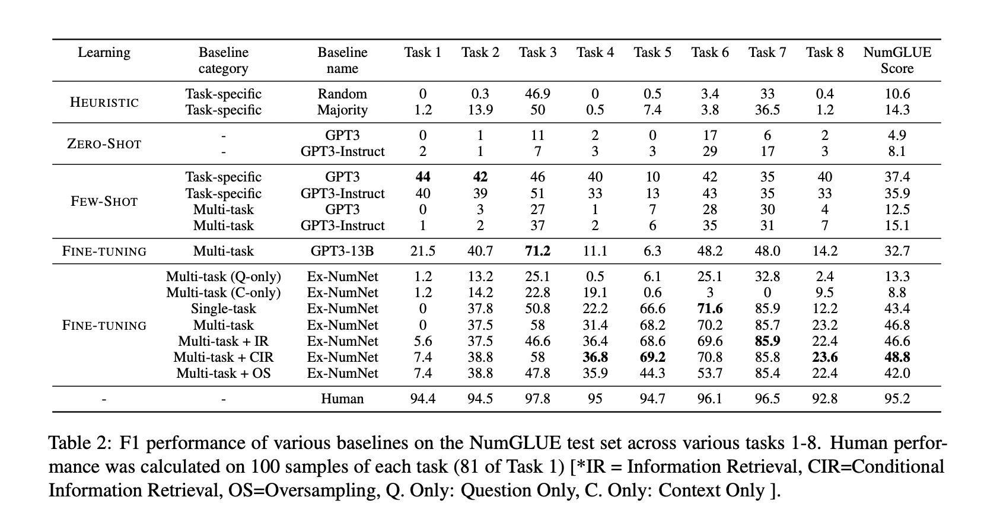 Learning Baseline category Baseline name Task 1 Task 2 Task 3 Task 4 Task 5 Task 6 Task 7 Task 8 NumGLUE Score
HEURISTIC
Task-specific Random 0 0.3 46.9 0 0.5 3.4 33 0.4 10.6
Task-specific Majority 1.2 13.9 50 0.5 7.4 3.8 36.5 1.2 14.3
ZERO-SHOT
- GPT3 0 1 11 2 0 17 6 2 4.9
- GPT3-Instruct 2 1 7 3 3 29 17 3 8.1
FEW-SHOT
Task-specific GPT3 44 42 46 40 10 42 35 40 37.4
Task-specific GPT3-Instruct 40 39 51 33 13 43 35 33 35.9
Multi-task GPT3 0 3 27 1 7 28 30 4 12.5
Multi-task GPT3-Instruct 1 2 37 2 6 35 31 7 15.1
FINE-TUNING Multi-task GPT3-13B 21.5 40.7 71.2 11.1 6.3 48.2 48.0 14.2 32.7
FINE-TUNING
Multi-task (Q-only) Ex-NumNet 1.2 13.2 25.1 0.5 6.1 25.1 32.8 2.4 13.3
Multi-task (C-only) Ex-NumNet 1.2 14.2 22.8 19.1 0.6 3 0 9.5 8.8
Single-task Ex-NumNet 0 37.8 50.8 22.2 66.6 71.6 85.9 12.2 43.4
Multi-task Ex-NumNet 0 37.5 58 31.4 68.2 70.2 85.7 23.2 46.8
Multi-task + IR Ex-NumNet 5.6 37.5 46.6 36.4 68.6 69.6 85.9 22.4 46.6
Multi-task + CIR Ex-NumNet 7.4 38.8 58 36.8 69.2 70.8 85.8 23.6 48.8
Multi-task + OS Ex-NumNet 7.4 38.8 47.8 35.9 44.3 53.7 85.4 22.4 42.0
- - Human 94.4 94.5 97.8 95 94.7 96.1 96.5 92.8 95.2
Table 2: F1 performance of various baselines on the NumGLUE test set across various tasks 1-8. Human perfor-
mance was calculated on 100 samples of each task (81 of Task 1) [*IR = Information Retrieval, CIR=Conditional
Information Retrieval, OS=Oversampling, Q. Only: Question Only, C. Only: Context Only ].